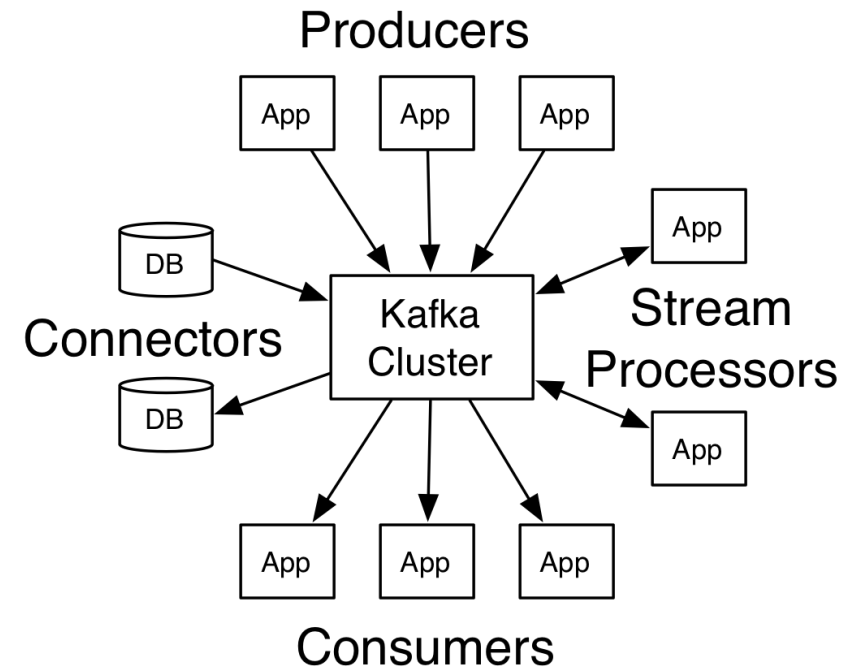 Producers
App
App
App
App
DB
Kafka
Cluster
Stream
Processors
Connectors
DB
App
App
App
App
Consumers